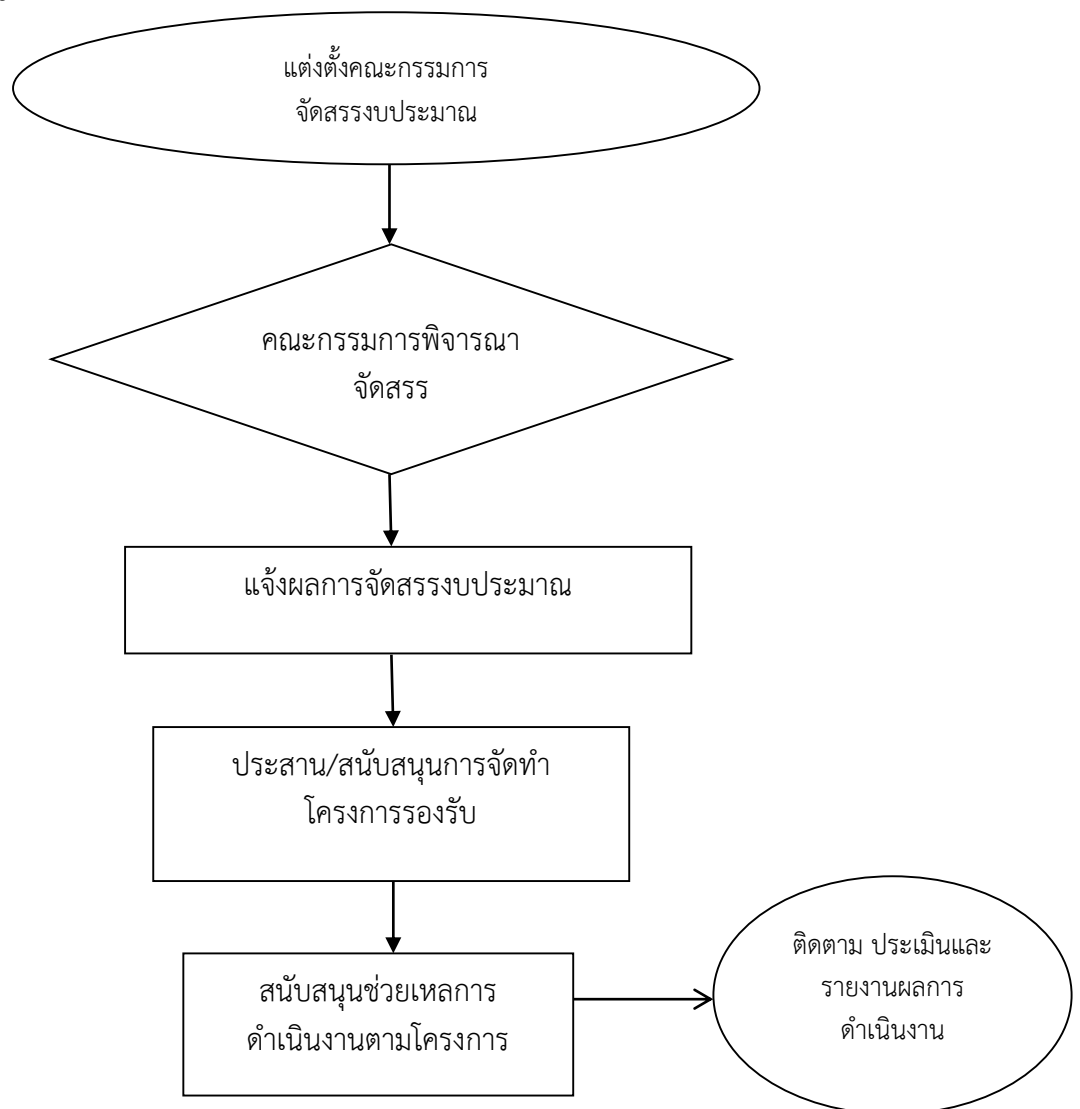 แต่งตั้งคณะกรรมการ
จัดสรรงบประมาณ
คณะกรรมการพิจารณา
จัดสรร
แจ้งผลการจัดสรรงบประมาณ
ประสาน/สนับสนุนการจัดทำ
โครงการรองรับ
สนับสนุนช่วยเหลการ
ดำเนินงานตามโครงการ
ติดตาม ประเมินและ
รายงานผลการ
ดำเนินงาน